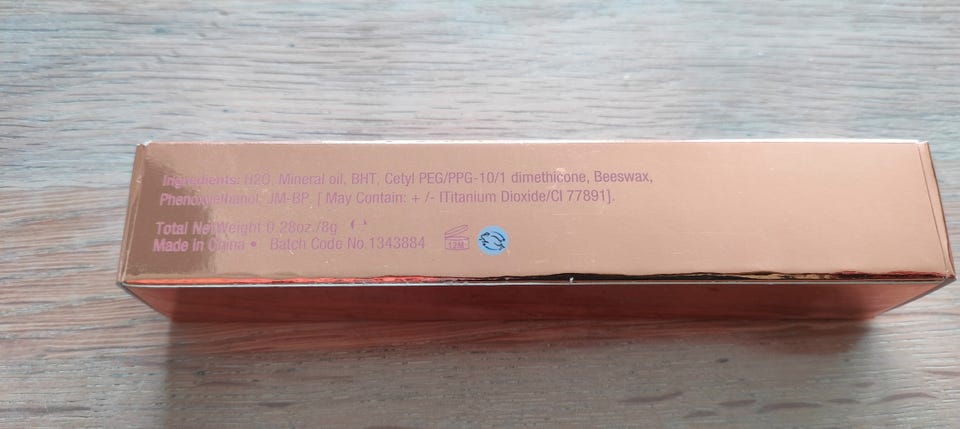 Ingredients: H2O, Mineral oil, BHT, Cetyl PEG/PPG-10/1 dimethicone, Beeswax,
Phenoxyethanol, JM-BP, [ May Contain: + /- ITitanium Dioxide/CI 77891].
Total Net Weight 0.28oz./8g
Made in China • Batch Code No.1343884
12M